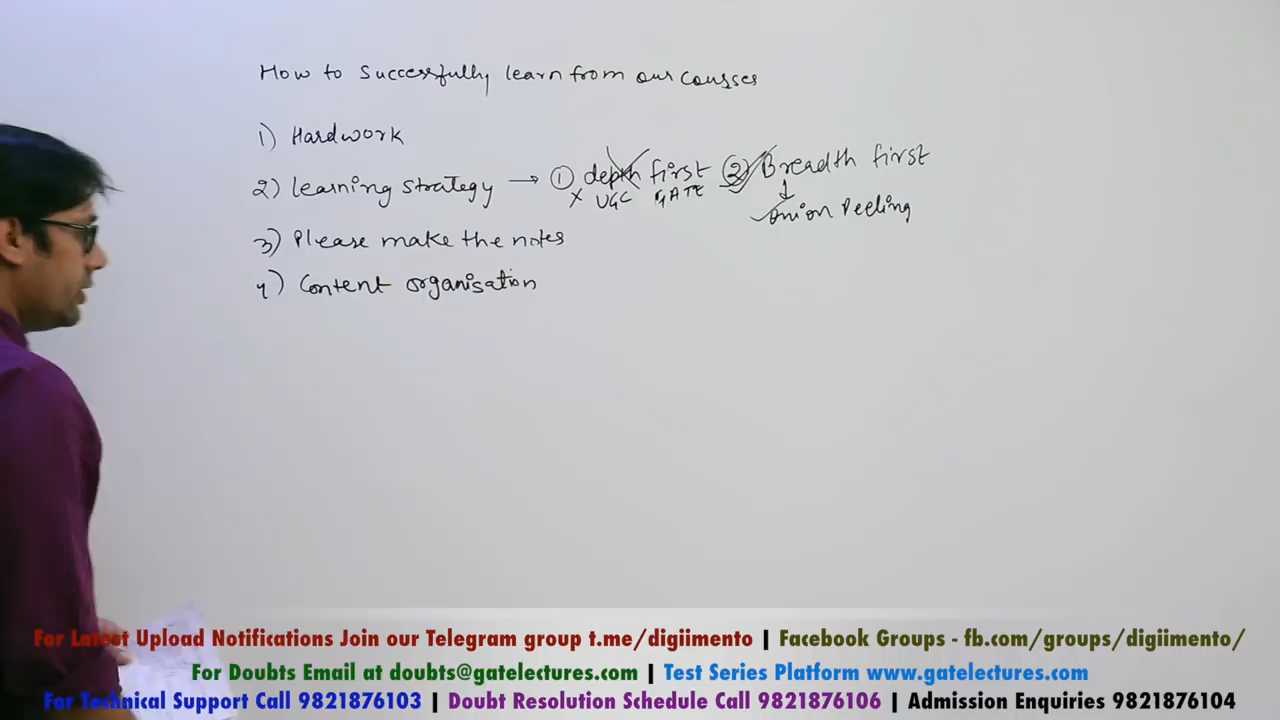 How to Successfully learn from our courses
1) Hardwork
2) learning strategy → ① depth first ② Breadth first
x UGC GATE ↓
Onion Peeling
3) Please make the notes
4) Content organisation
For Latest Upload Notifications Join our Telegram group t.me/digiimento | Facebook Groups - fb.com/groups/digiimento/
For Doubts Email at doubts@gatelectures.com | Test Series Platform www.gatelectures.com
For Technical Support Call 9821876103 | Doubt Resolution Schedule Call 9821876106 | Admission Enquiries 9821876104